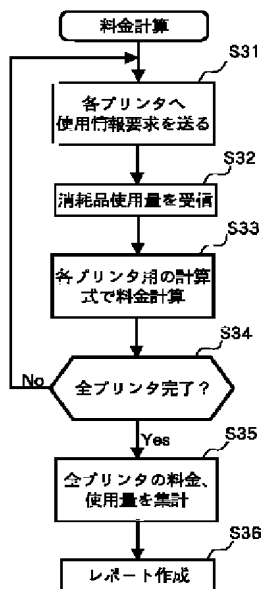 料金計算
S31
各プリンタへ
使用情報要求を送る
S32
消耗品使用量を受信
S33
各プリンタ用の計算
式で料金計算
S34
全プリンタ完了？
No
Yes
S35
全プリンタの料金、
使用量を集計
S36
レポート作成